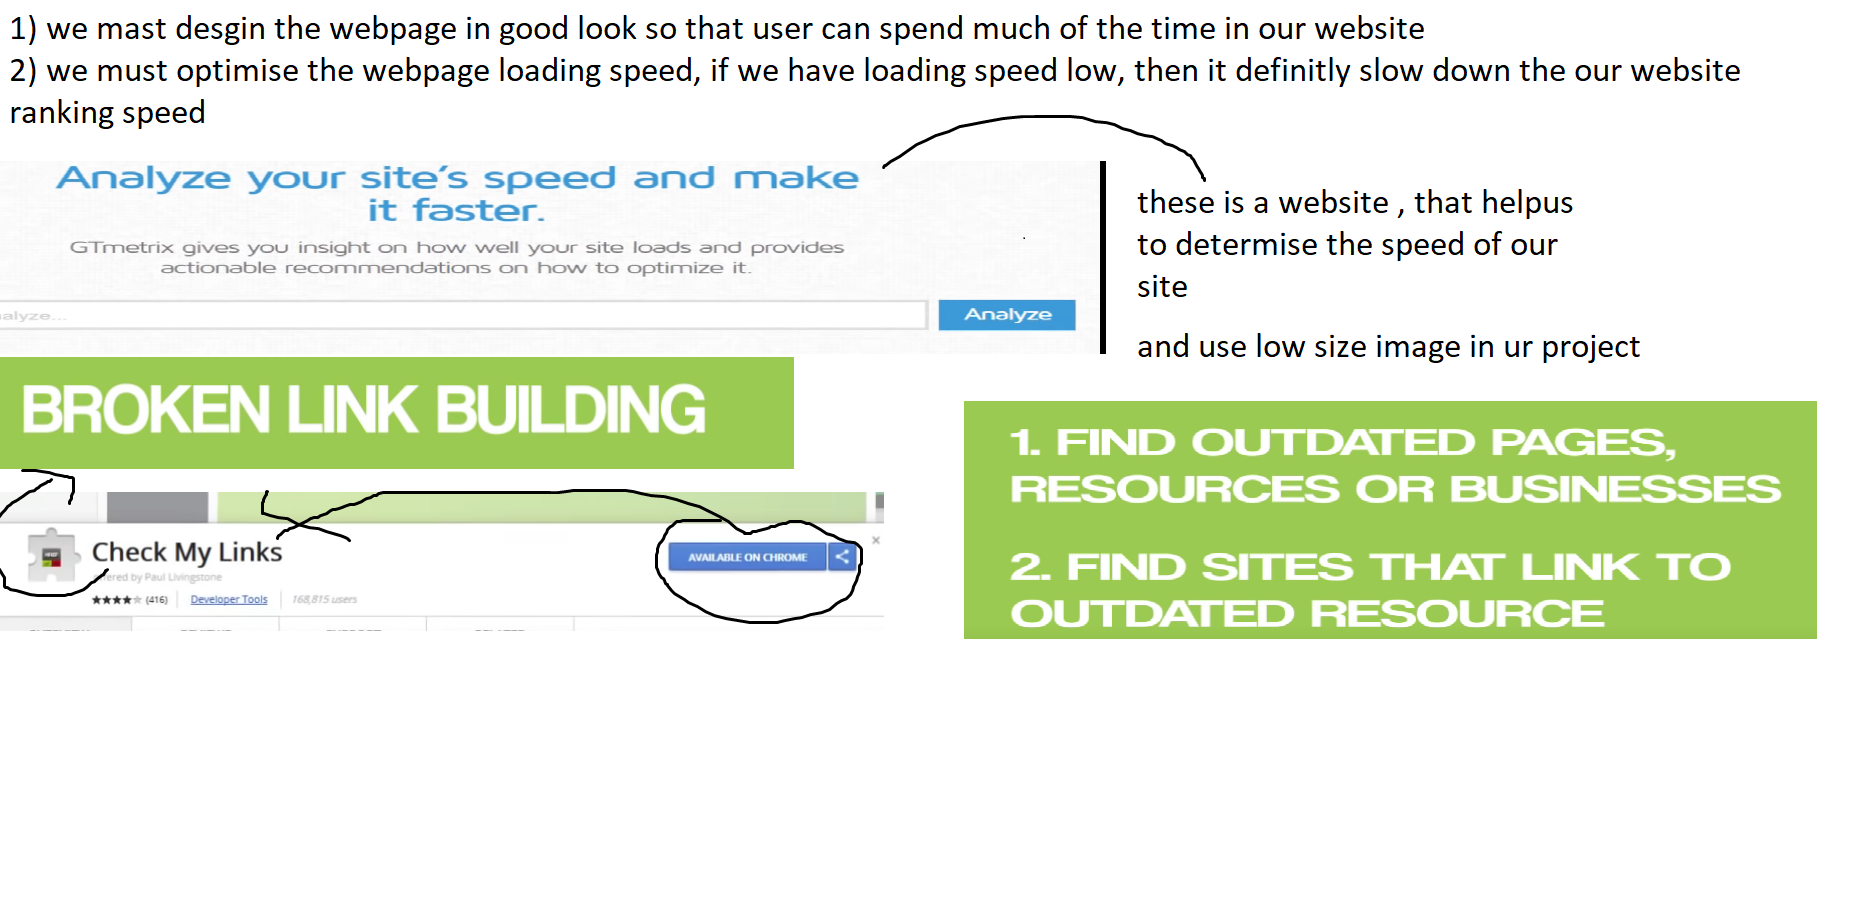 1) we mast desgin the webpage in good look so that user can spend much of the time in our website
2) we must optimise the webpage loading speed, if we have loading speed low, then it definitly slow down the our website
ranking speed
Analyze your site's speed and make
it faster.
GTmetrix gives you insight on how well your site loads and provides
actionable recommendations on how to optimize it.
alyze...
Analyze
these is a website , that helpus
to determise the speed of our
site
and use low size image in ur project
BROKEN LINK BUILDING
1. FIND OUTDATED PAGES,
RESOURCES OR BUSINESSES
2. FIND SITES THAT LINK TO
OUTDATED RESOURCE
Check My Links
ered by Paul Livingstone
(416)
Developer Tools
168,815 users
AVAILABLE ON CHROME